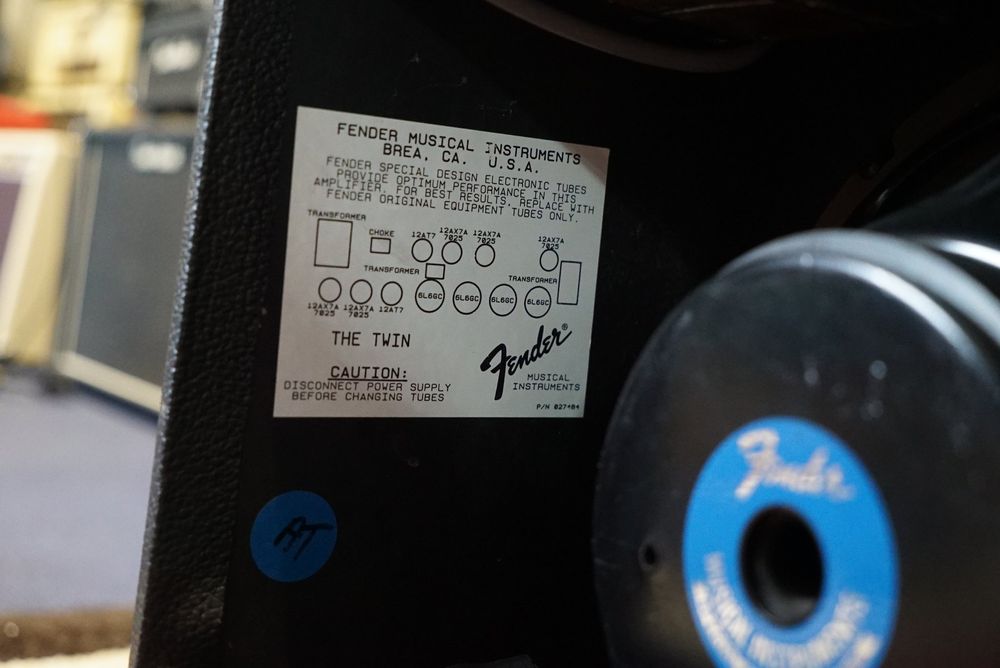 FENDER MUSICAL INSTRUMENTS
BREA, CA. U.S.A.
FENDER SPECIAL DESIGN ELECTRONIC TUBES
PROVIDE OPTIMUM PERFORMANCE IN THIS
AMPLIFIER. FOR BEST RESULTS, REPLACE WITH
FENDER ORIGINAL EQUIPMENT TUBES ONLY.
TRANSFORMER
CHOKE
12AT7
12AX7A
7025
12AX7A
7025
12AX7A
7025
TRANSFORMER
TRANSFORMER
6L6GC
6L6GC
6L6GC
6L6GC
12AX7A
7025
12AX7A
7025
12AT7
THE TWIN
CAUTION:
DISCONNECT POWER SUPPLY
BEFORE CHANGING TUBES
Fender®
MUSICAL
INSTRUMENTS
P/N 027484
Fender
INSTRUMENTS